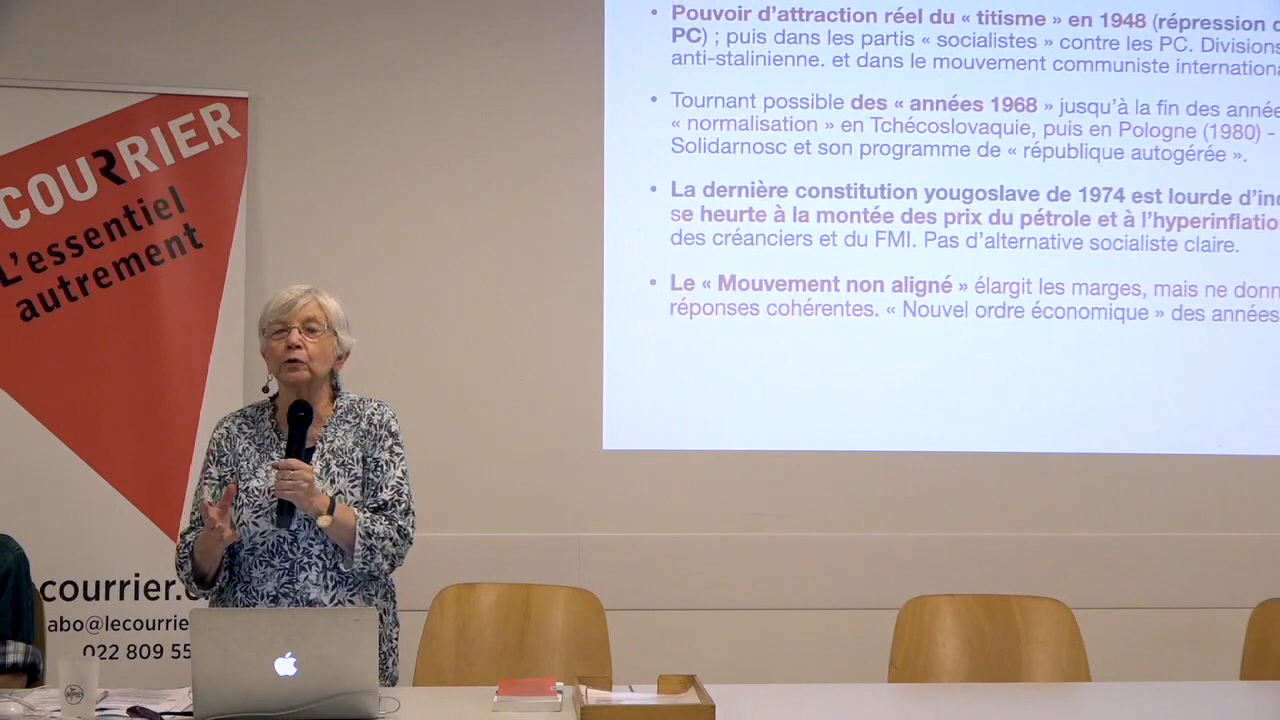 COURRIER
L'essentiel
autrement
courrier.c
abo@lecourrie
022 809 55
• Pouvoir d'attraction réel du « titisme » en 1948 (répression d
PC) ; puis dans les partis « socialistes » contre les PC. Divisions
anti-stalinienne. et dans le mouvement communiste internationa
• Tournant possible des « années 1968 » jusqu'à la fin des année
« normalisation » en Tchécoslovaquie, puis en Pologne (1980) -
Solidarnosc et son programme de « république autogérée ».
• La dernière constitution yougoslave de 1974 est lourde d'in
se heurte à la montée des prix du pétrole et à l'hyperinflatio
des créanciers et du FMI. Pas d'alternative socialiste claire.
• Le « Mouvement non aligné » élargit les marges, mais ne donn
réponses cohérentes. « Nouvel ordre économique » des années